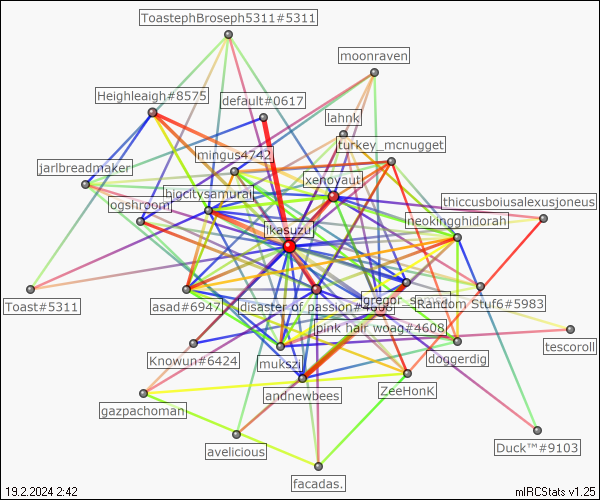 ToastephBroseph5311#5311
moonraven
Heighleaigh#8575
default#0617
lahnk
turkey_mcnugget
mingus4742
jarlbreadmaker
xenoyaut
bigcitysamurai
thiccusboiusalexusjoneus
ogshroom
neokingghidorah
ikasuzu
Toast#5311
asad#6947
disaster of passion#4
gregor_s
Random Stuf6#5983
pink hair woag#4608
tescoroll
Knowun#6424
mukszi
doggerdig
andnewbees
ZeeHonK
gazpachoman
avelicious
Duck™#9103
facadas.
19.2.2024 2:42
mIRCStats v1.25